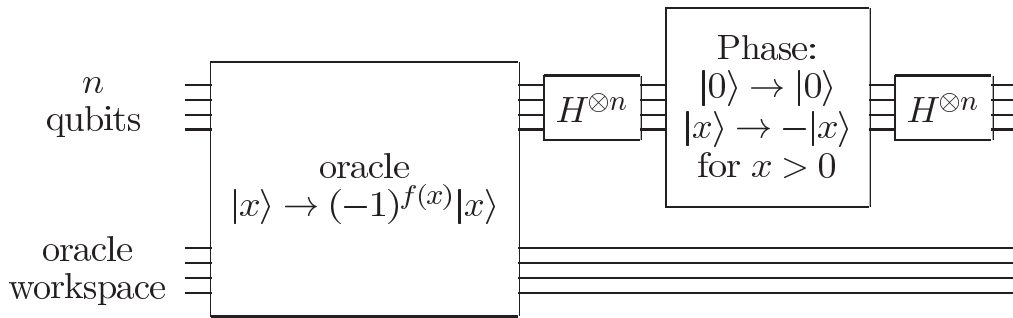 n
qubits
oracle
|x⟩ → (−1)^{f(x)}|x⟩
oracle
workspace
H^{⊗n}
Phase:
|0⟩ → |0⟩
|x⟩ → −|x⟩
for x > 0
H^{⊗n}